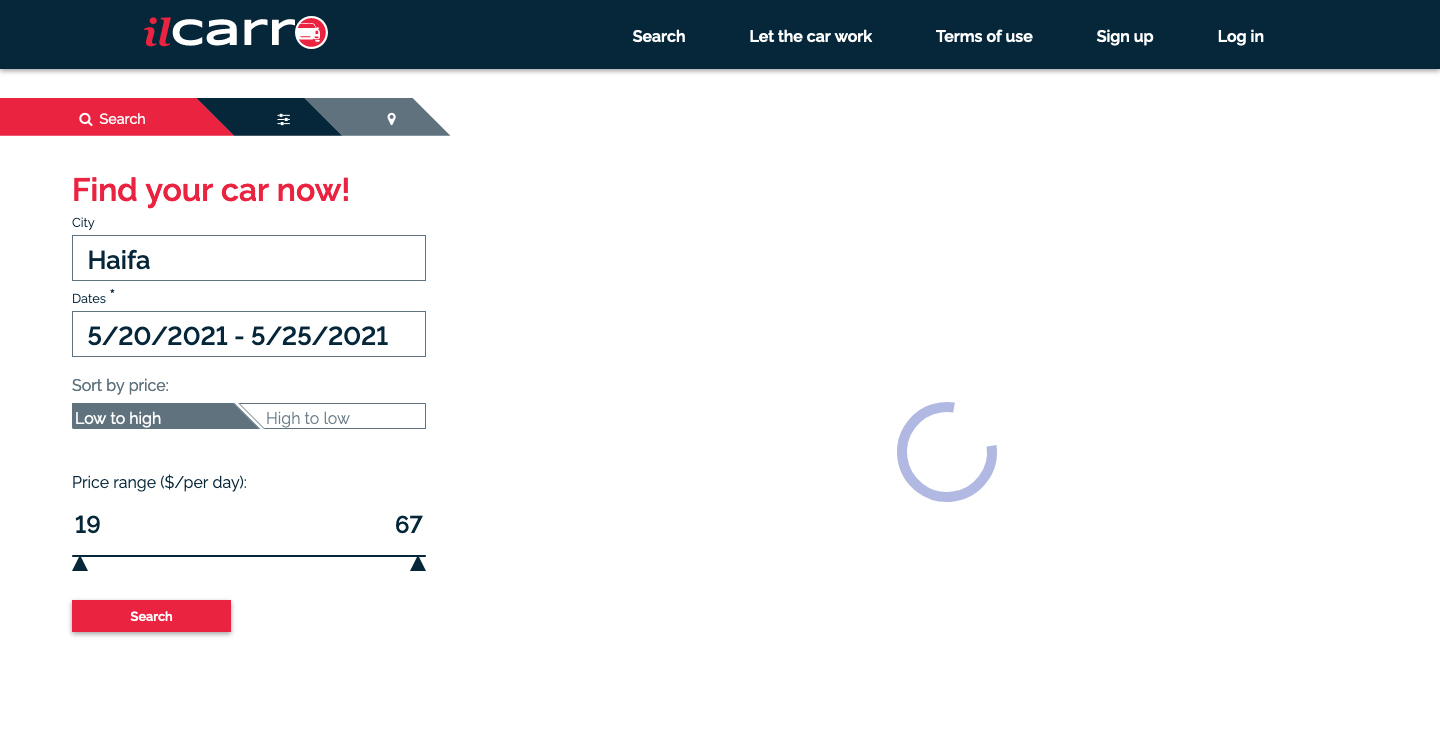 ilcarro
Search
Let the car work
Terms of use
Sign up
Log in
Search
Find your car now!
City
Haifa
Dates *
5/20/2021 - 5/25/2021
Sort by price:
Low to high
High to low
Price range ($/per day):
19
67
Search